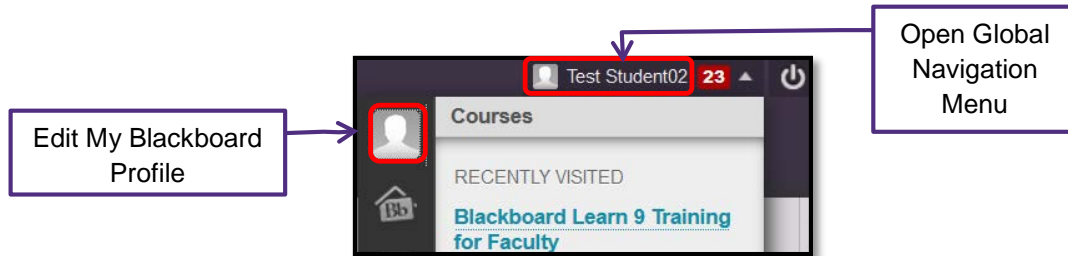 Open Global
Navigation
Menu
Test Student02 23
Edit My Blackboard
Profile
Courses
RECENTLY VISITED
Bb
Blackboard Learn 9 Training
for Faculty